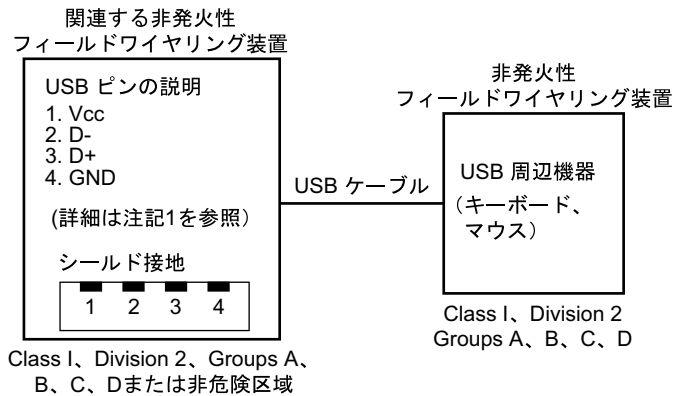 関連する非発火性
フィールドワイヤリング装置
USB ピンの説明
1. Vcc
2. D-
3. D+
4. GND
(詳細は注記1を参照）
シールド接地
1 2 3 4
Class I、Division 2、Groups A、
B、C、Dまたは非危険区域
USB ケーブル
非発火性
フィールドワイヤリング装置
USB 周辺機器
（キーボード、
マウス）
Class I、Division 2
Groups A、B、C、D